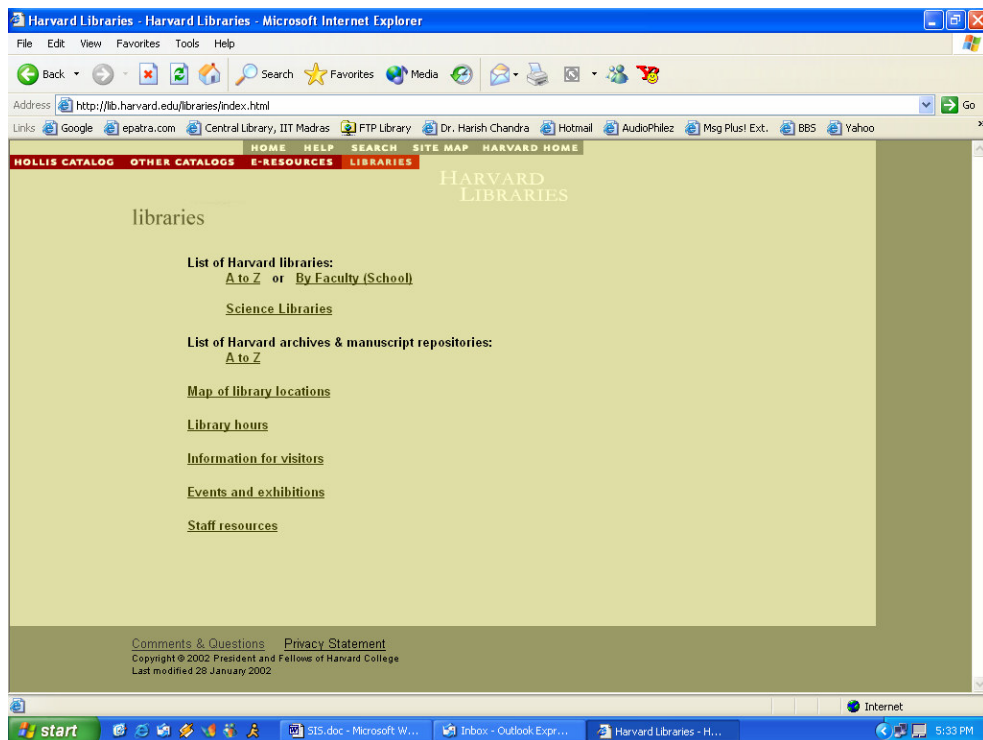 Harvard Libraries - Harvard Libraries - Microsoft Internet Explorer
File Edit View Favorites Tools Help
Back Search Favorites Media
Address http://lib.harvard.edu/libraries/index.html Go
Links Google epatra.com Central Library, IIT Madras FTP Library Dr. Harish Chandra Hotmail AudioPhilez Msg Plus! Ext. BBS Yahoo »
HOME HELP SEARCH SITE MAP HARVARD HOME
HOLLIS CATALOG OTHER CATALOGS E-RESOURCES LIBRARIES
HARVARD
LIBRARIES
libraries
List of Harvard libraries:
A to Z or By Faculty (School)
Science Libraries
List of Harvard archives & manuscript repositories:
A to Z
Map of library locations
Library hours
Information for visitors
Events and exhibitions
Staff resources
Comments & Questions Privacy Statement
Copyright © 2002 President and Fellows of Harvard College
Last modified 28 January 2002
Internet
start SIS.doc - Microsoft W... Inbox - Outlook Expr... Harvard Libraries - H... 5:33 PM